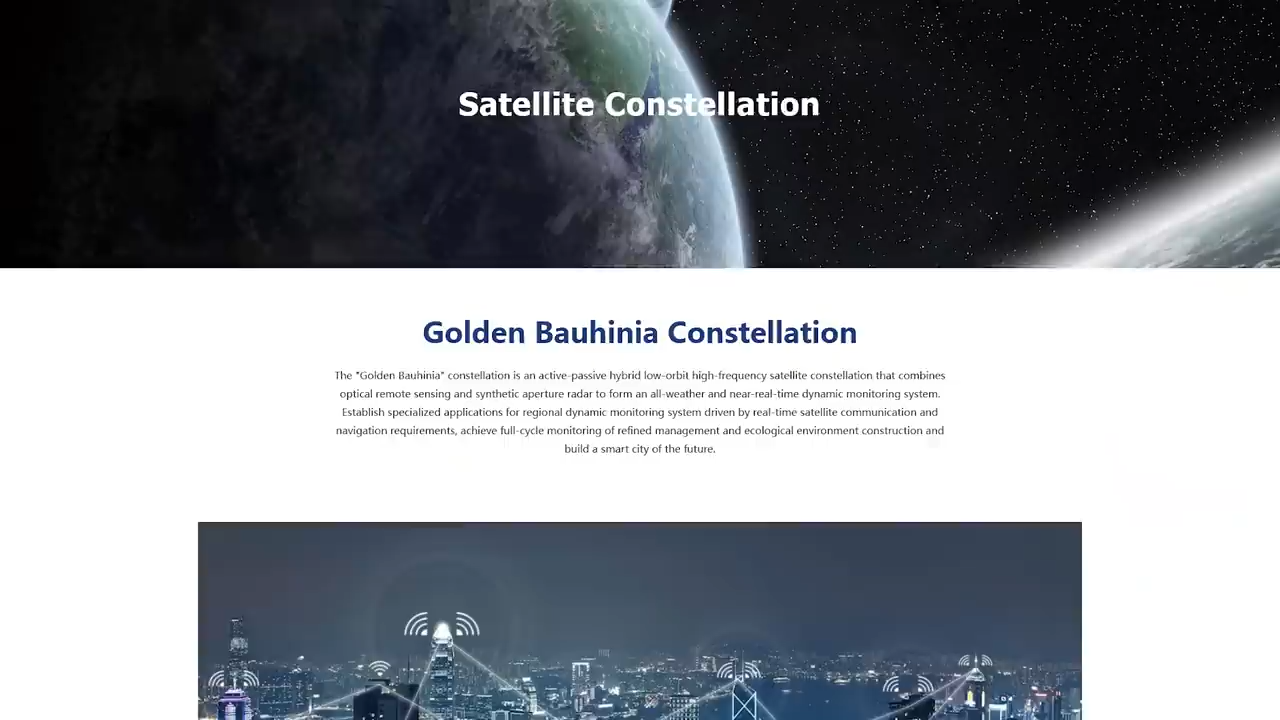 Satellite Constellation
Golden Bauhinia Constellation
The "Golden Bauhinia" constellation is an active-passive hybrid low-orbit high-frequency satellite constellation that combines
optical remote sensing and synthetic aperture radar to form an all-weather and near-real-time dynamic monitoring system.
Establish specialized applications for regional dynamic monitoring system driven by real-time satellite communication and
navigation requirements, achieve full-cycle monitoring of refined management and ecological environment construction and
build a smart city of the future.